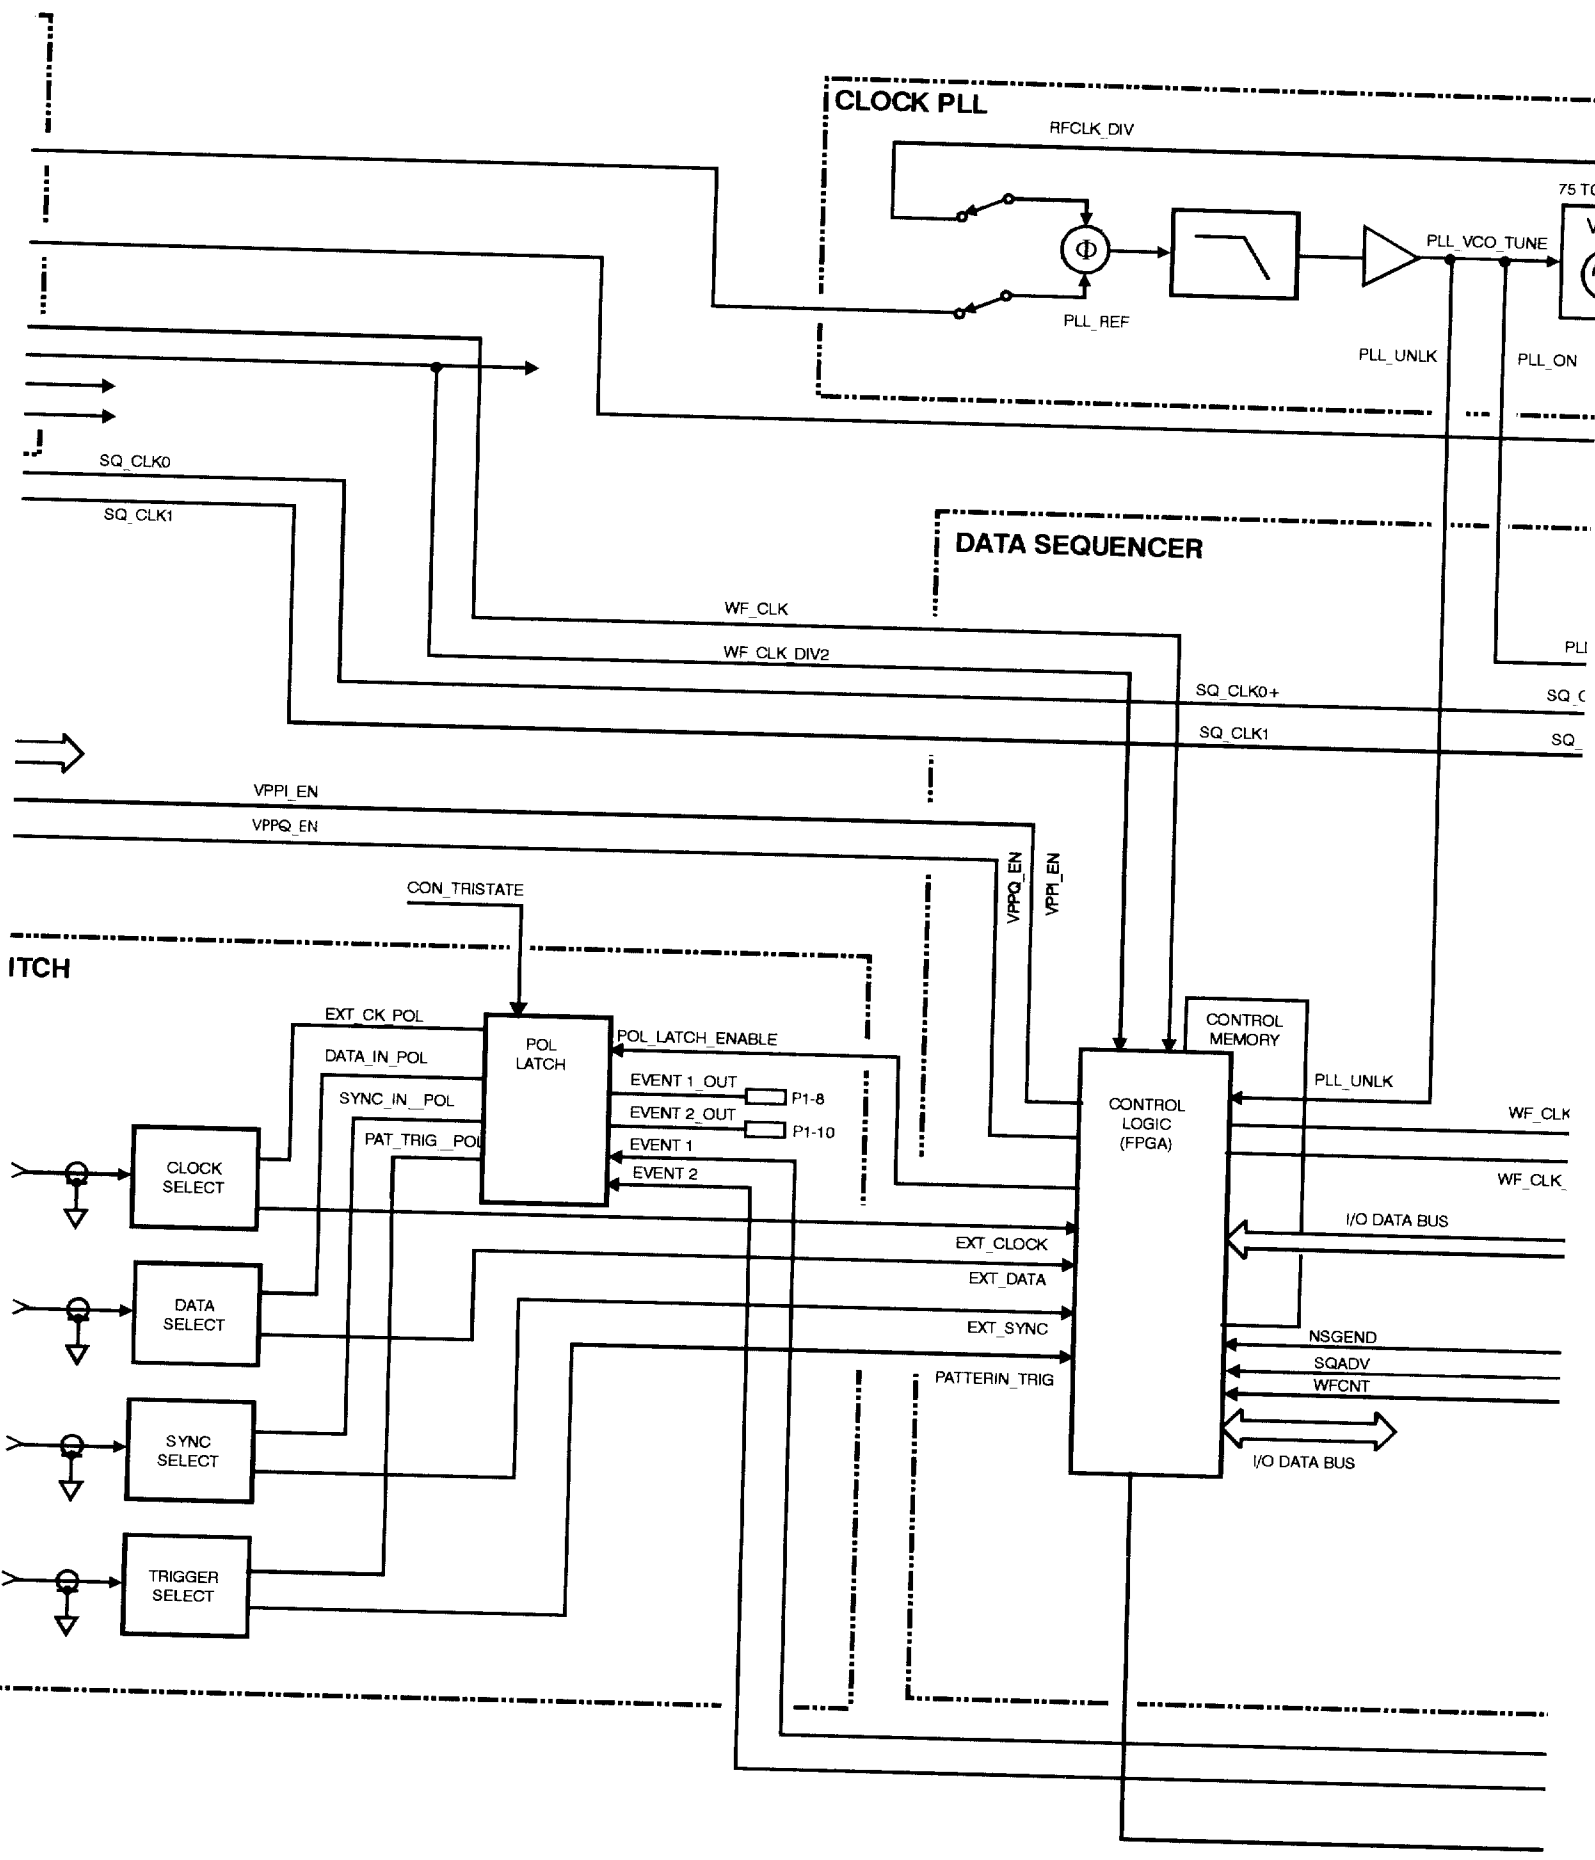 CLOCK PLL
RFCLK_DIV
75 TO
V
PLL_VCO_TUNE
Φ
PLL_REF
PLL_UNLK
PLL_ON
SQ_CLK0
SQ_CLK1
DATA SEQUENCER
WF_CLK
WF_CLK_DIV2
SQ_CLK0+
SQ_CLK1
SQ_
VPPI_EN
VPPQ_EN
VPPQ_EN
VPPI_EN
CON_TRISTATE
ITCH
EXT_CK_POL
DATA_IN_POL
SYNC_IN_POL
PAT_TRIG_POL
POL
LATCH
POL_LATCH_ENABLE
EVENT 1_OUT
P1-8
EVENT 2_OUT
P1-10
EVENT 1
EVENT 2
CONTROL
MEMORY
PLL_UNLK
CONTROL
LOGIC
(FPGA)
WF_CLK
WF_CLK_
CLOCK
SELECT
I/O DATA BUS
EXT_CLOCK
EXT_DATA
DATA
SELECT
EXT_SYNC
NSGEND
SQADV
WFCNT
PATTERIN_TRIG
SYNC
SELECT
I/O DATA BUS
TRIGGER
SELECT